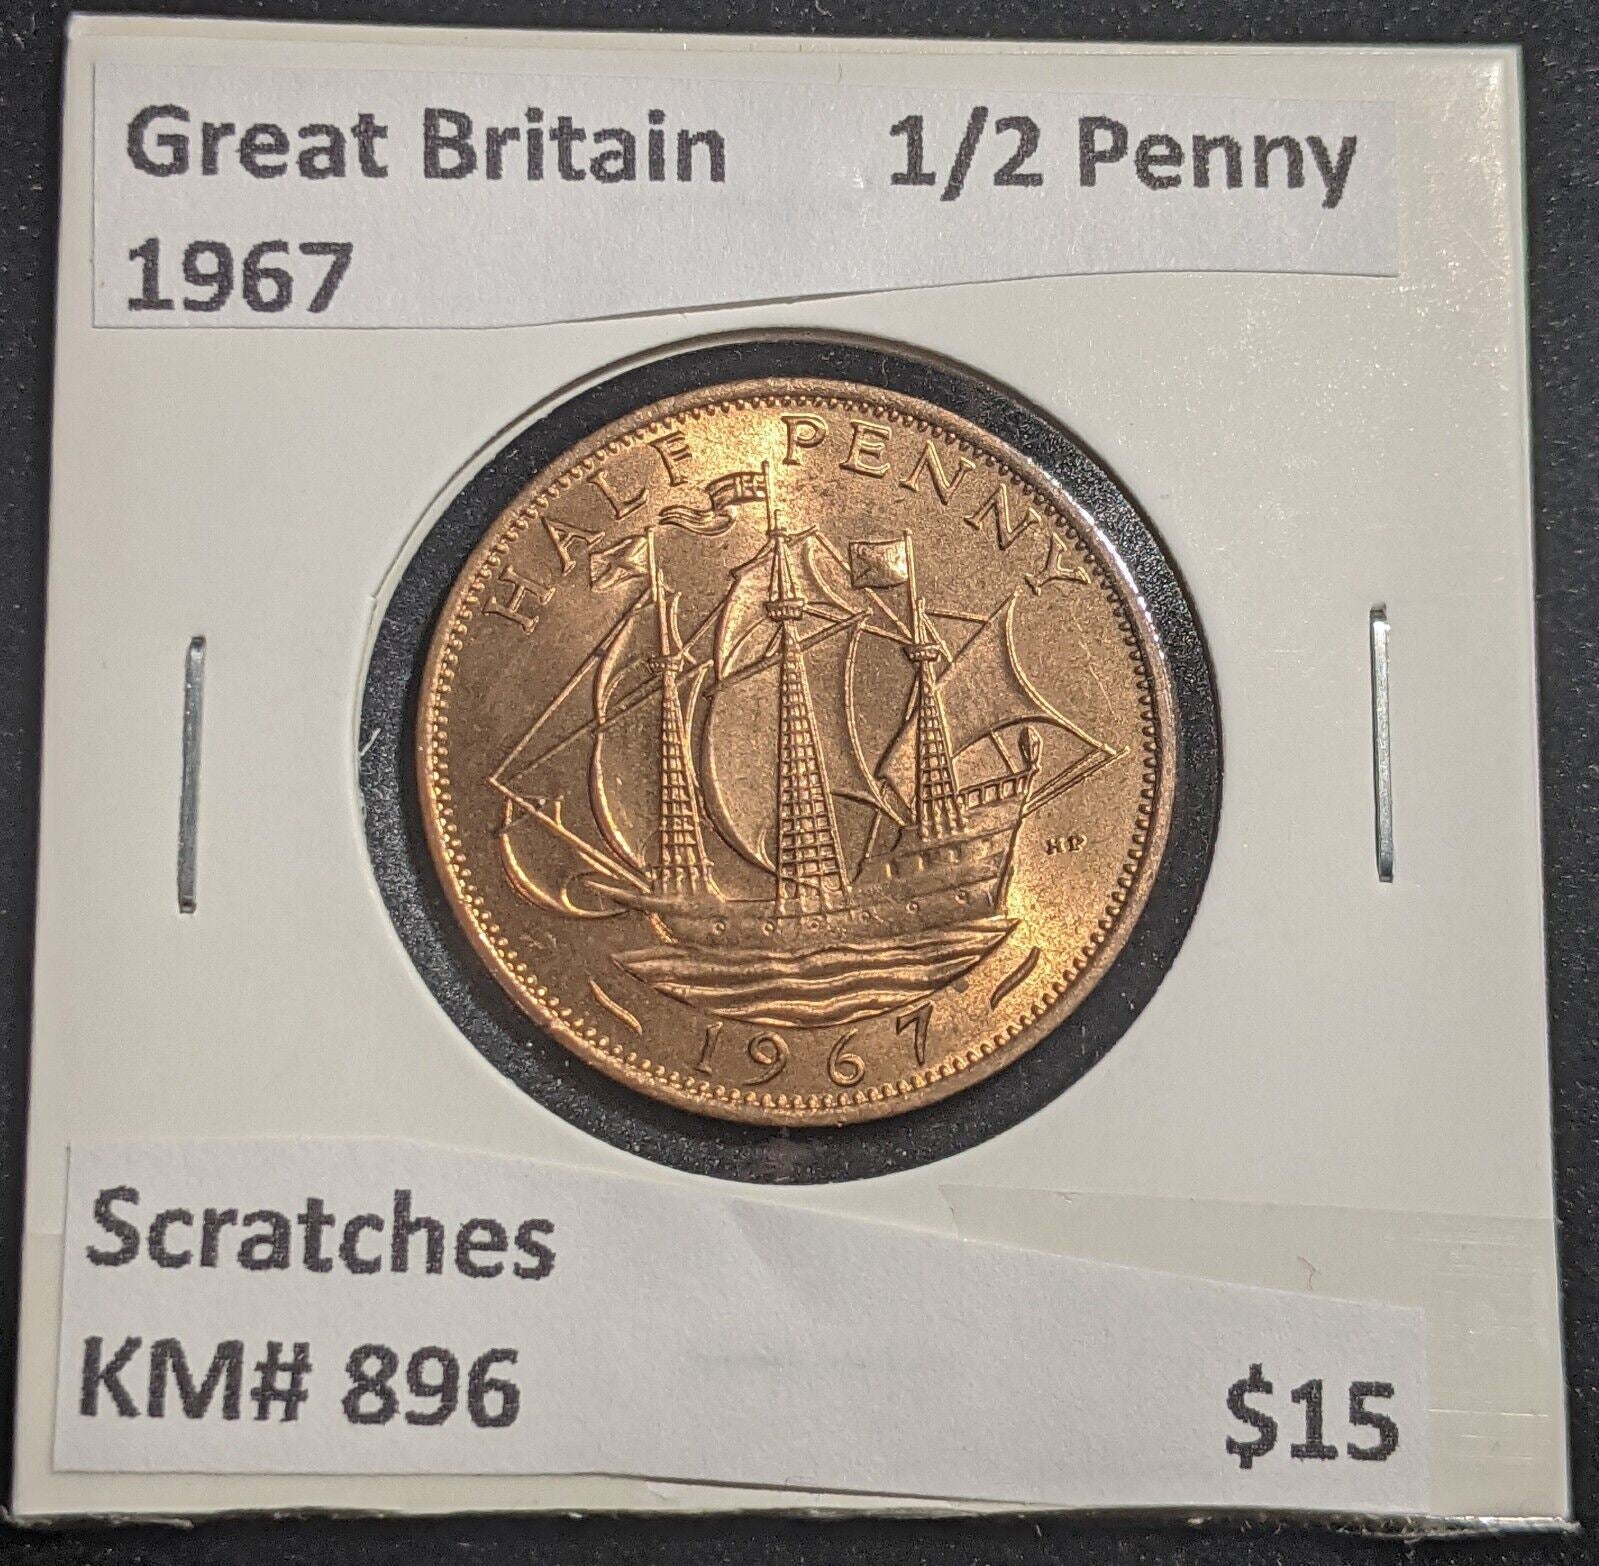 Great Britain 1/2 Penny
1967
HALF PENNY
HP
1967
Scratches
KM# 896
$15